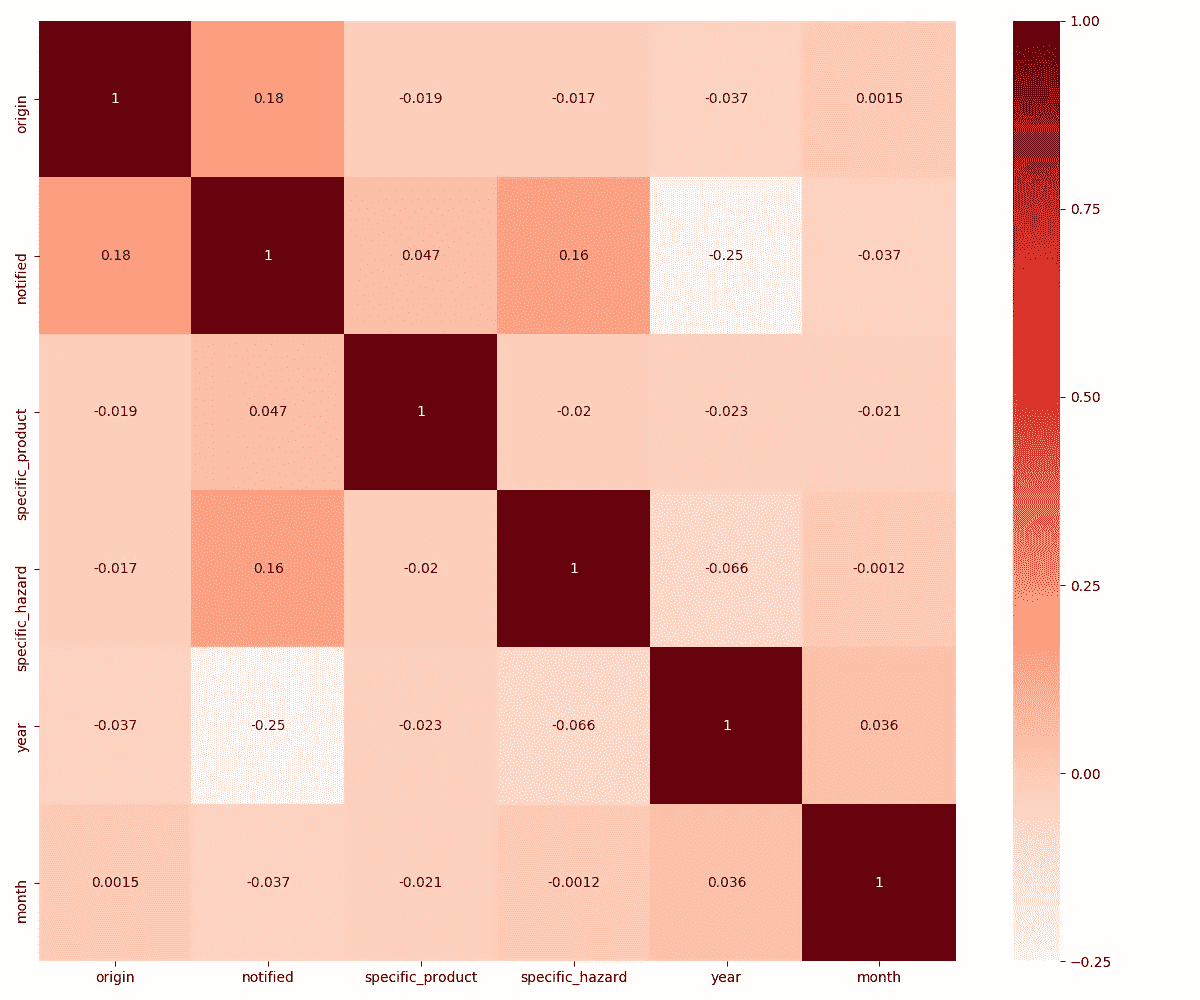 1.00
origin 1 0.18 -0.019 -0.017 -0.037 0.0015
0.75
notified 0.18 1 0.047 0.16 -0.25 -0.037
0.50
specific_product -0.019 0.047 1 -0.02 -0.023 -0.021
0.25
specific_hazard -0.017 0.16 -0.02 1 -0.066 -0.0012
year -0.037 -0.25 -0.023 -0.066 1 0.036
0.00
month 0.0015 -0.037 -0.021 -0.0012 0.036 1
−0.25
origin notified specific_product specific_hazard year month